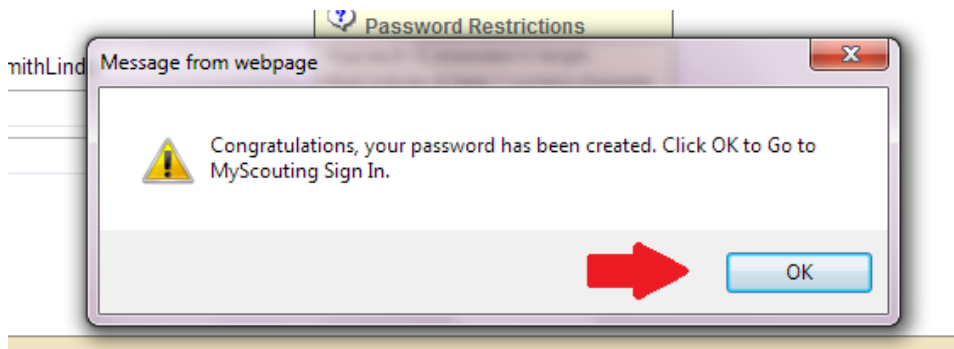 Password Restrictions
mithLind
Message from webpage
Congratulations, your password has been created. Click OK to Go to
MyScouting Sign In.
OK